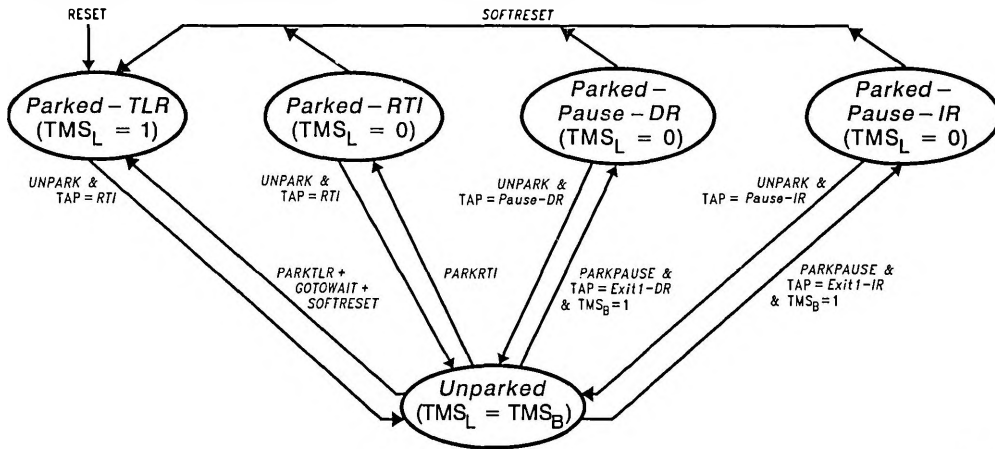 RESET
SOFTRESET
Parked-TLR
(TMS_L = 1)
Parked-RTI
(TMS_L = 0)
Parked-
Pause-DR
(TMS_L = 0)
Parked-
Pause-IR
(TMS_L = 0)
UNPARK &
TAP = RTI
UNPARK &
TAP = RTI
UNPARK &
TAP = Pause-DR
UNPARK &
TAP = Pause-IR
PARKTLR +
GOTOWAIT +
SOFTRESET
PARKRTI
PARKPAUSE &
TAP = Exit1-DR
& TMS_B=1
PARKPAUSE &
TAP = Exit1-IR
& TMS_B=1
Unparked
(TMS_L = TMS_B)